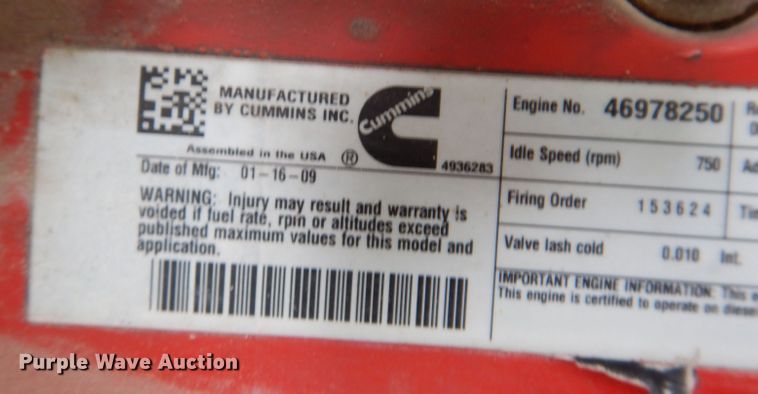 MANUFACTURED
BY CUMMINS INC.
Cummins
Assembled in the USA ®
4936283
Date of Mfg: 01-16-09
WARNING: Injury may result and warranty is
voided if fuel rate, rpm or altitudes exceed
published maximum values for this model and
application.
Engine No. 46978250
Idle Speed (rpm) 750
Firing Order 153624
Valve lash cold 0.010 Int.
IMPORTANT ENGINE INFORMATION: This
This engine is certified to operate on diese
Purple Wave Auction